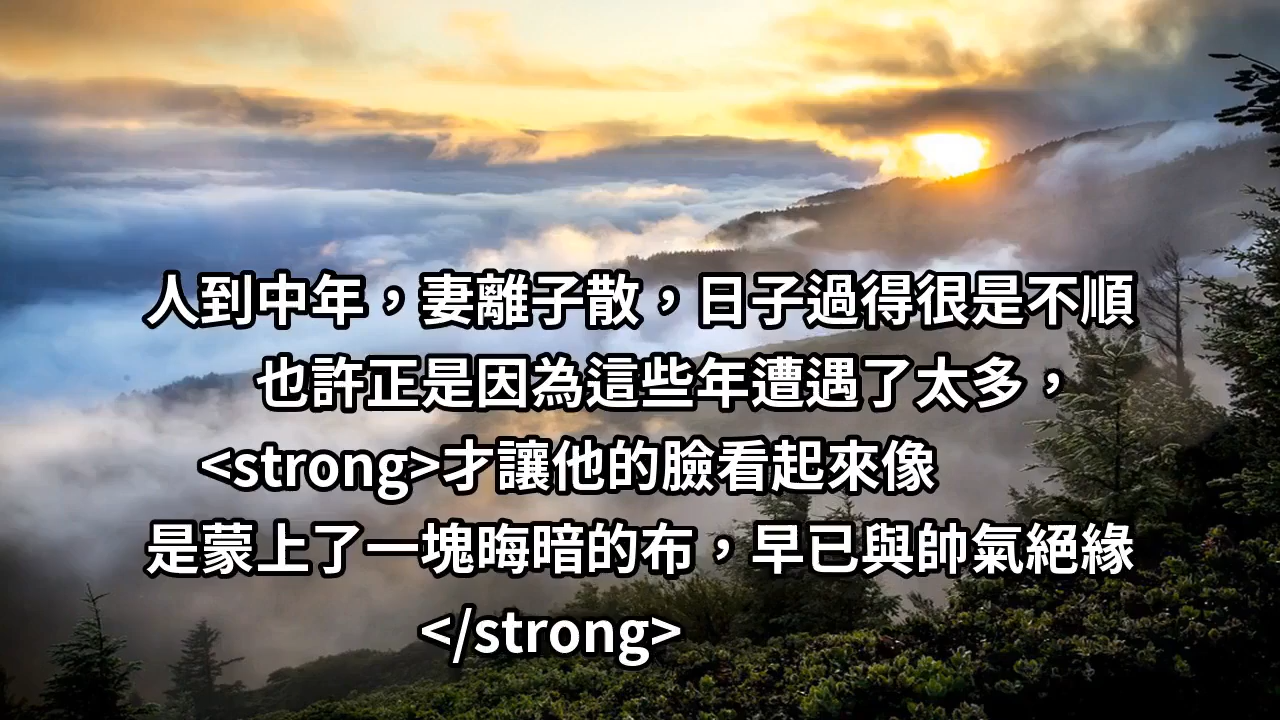 人到中年，妻離子散，日子過得很是不順
也許正是因為這些年遭遇了太多，
<strong>才讓他的臉看起來像
是蒙上了一塊晦暗的布，早已與帥氣絕緣
</strong>